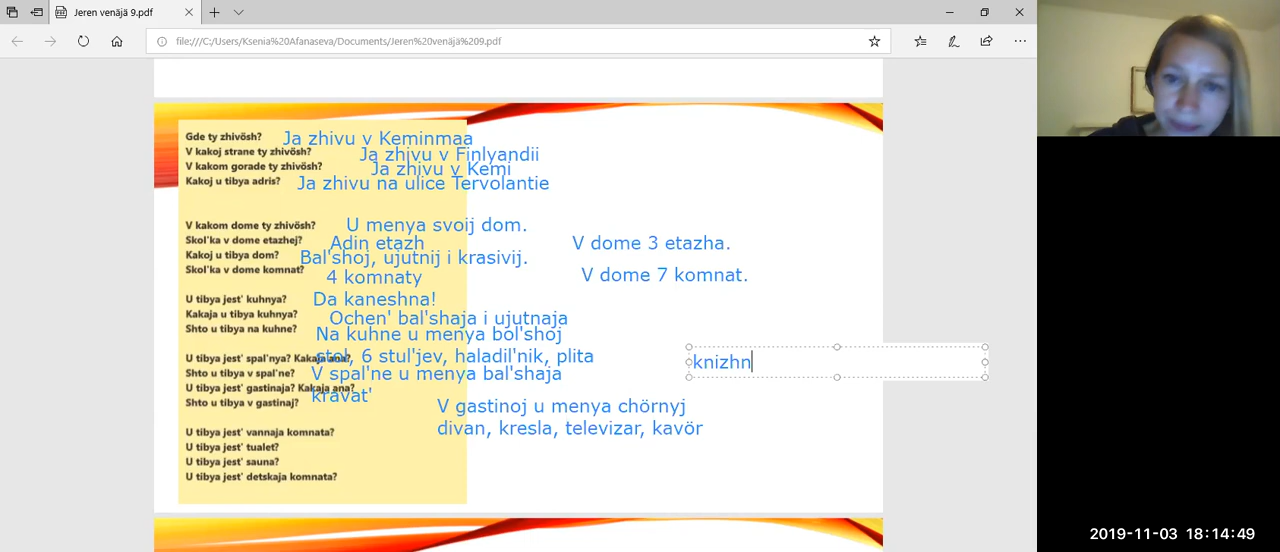 Jeren venäjä 9.pdf
file:///C:/Users/Ksenia%20Afanaseva/Documents/Jeren%20venäjä%209.pdf
Gde ty zhivösh? Ja zhivu v Keminmaa
V kakoj strane ty zhivösh? Ja zhivu v Finlyandii
V kakom gorade ty zhivösh? Ja zhivu v Kemi
Kakoj u tibya adris? Ja zhivu na ulice Tervolantie
V kakom dome ty zhivösh? U menya svoij dom.
Skol'ka v dome etazhej? Adin etazh V dome 3 etazha.
Kakoj u tibya dom? Bal'shoj, ujutnij i krasivij.
Skol'ka v dome komnat? 4 komnaty V dome 7 komnat.
U tibya jest' kuhnya? Da kaneshna!
Kakaja u tibya kuhnya? Ochen' bal'shaja i ujutnaja
Shto u tibya na kuhne? Na kuhne u menya bol'shoj
stol, 6 stul'jev, haladil'nik, plita
U tibya jest' spal'nya? Kakaja ana?
knizhn
Shto u tibya v spal'ne? V spal'ne u menya bal'shaja
kravat'
U tibya jest' gastinaja? Kakaja ana?
Shto u tibya v gastinaj? V gastinoj u menya chörnyj
divan, kresla, televizar, kavör
U tibya jest' vannaja komnata?
U tibya jest' tualet?
U tibya jest' sauna?
U tibya jest' detskaja komnata?
2019-11-03 18:14:49